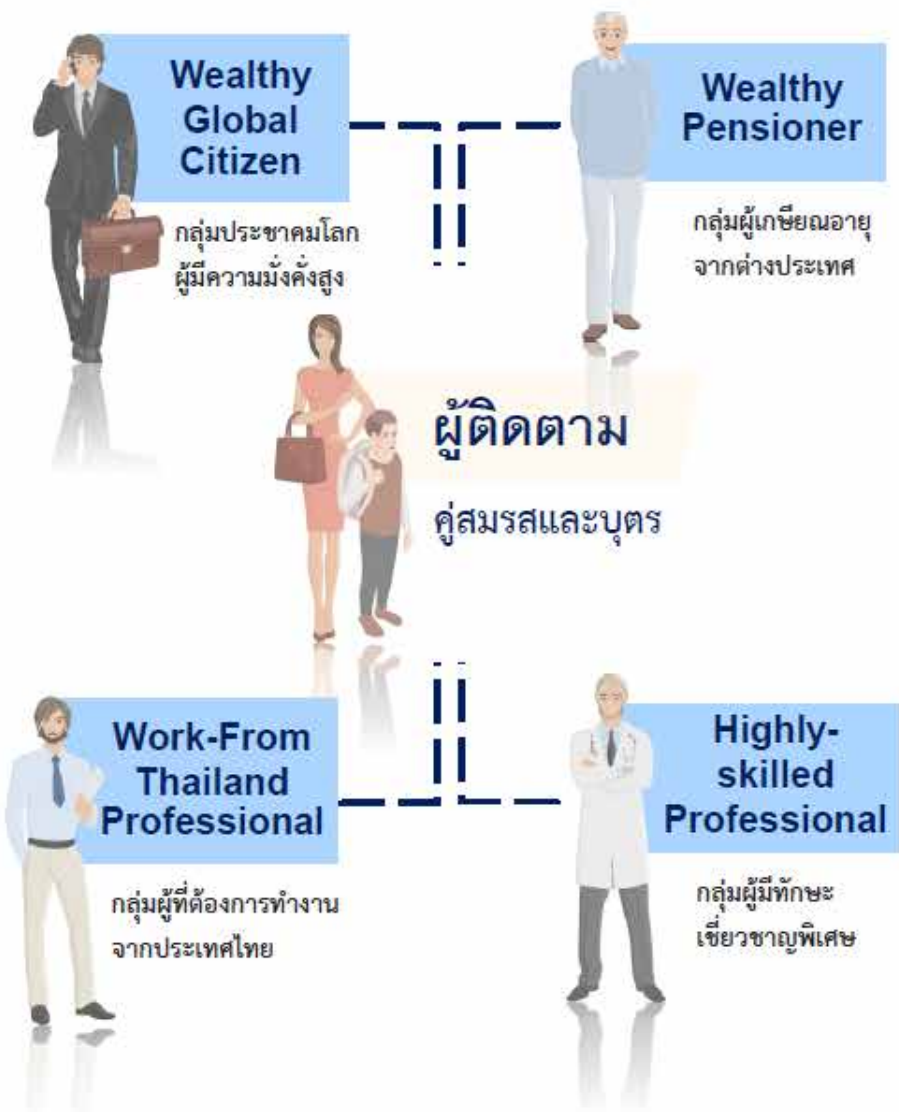 Wealthy
Global
Citizen
กลุ่มประชาคมโลก
ผู้มีความมั่งคั่งสูง
Wealthy
Pensioner
กลุ่มผู้เกษียณอายุ
จากต่างประเทศ
ผู้ติดตาม
คู่สมรสและบุตร
Work-From
Thailand
Professional
กลุ่มผู้ที่ต้องการทำงาน
จากประเทศไทย
Highly-
skilled
Professional
กลุ่มผู้มีทักษะ
เชี่ยวชาญพิเศษ